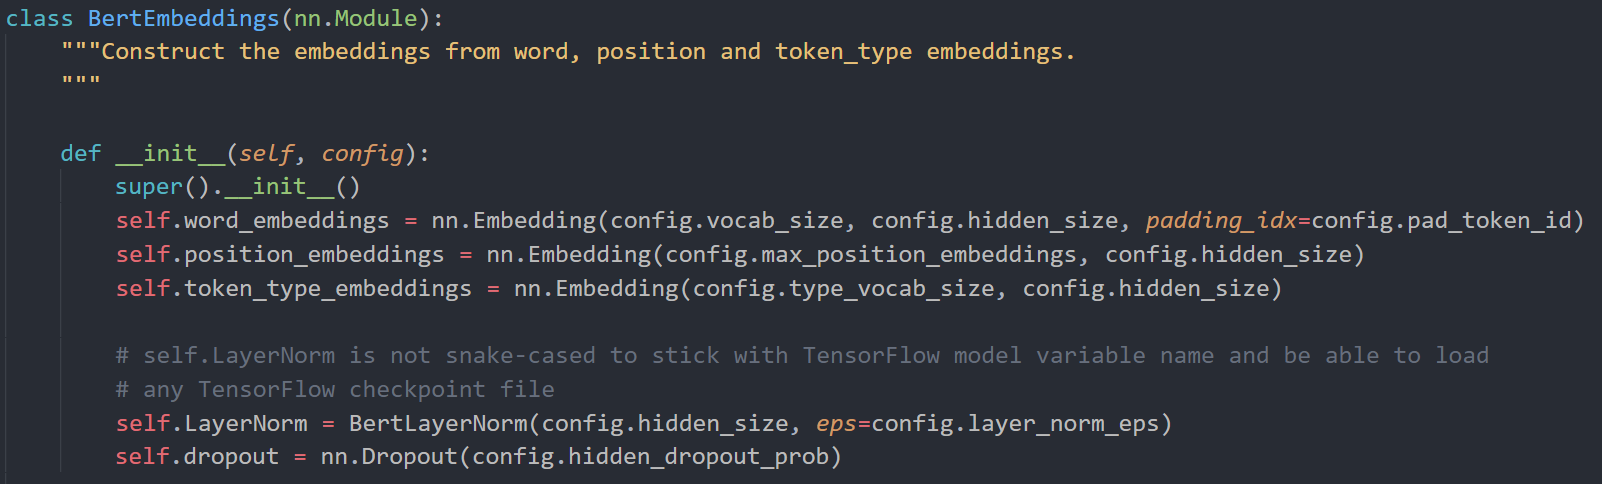 class BertEmbeddings(nn.Module):
    """Construct the embeddings from word, position and token_type embeddings.
    """
    def __init__(self, config):
        super().__init__()
        self.word_embeddings = nn.Embedding(config.vocab_size, config.hidden_size, padding_idx=config.pad_token_id)
        self.position_embeddings = nn.Embedding(config.max_position_embeddings, config.hidden_size)
        self.token_type_embeddings = nn.Embedding(config.type_vocab_size, config.hidden_size)
        # self.LayerNorm is not snake-cased to stick with TensorFlow model variable name and be able to load
        # any TensorFlow checkpoint file
        self.LayerNorm = BertLayerNorm(config.hidden_size, eps=config.layer_norm_eps)
        self.dropout = nn.Dropout(config.hidden_dropout_prob)